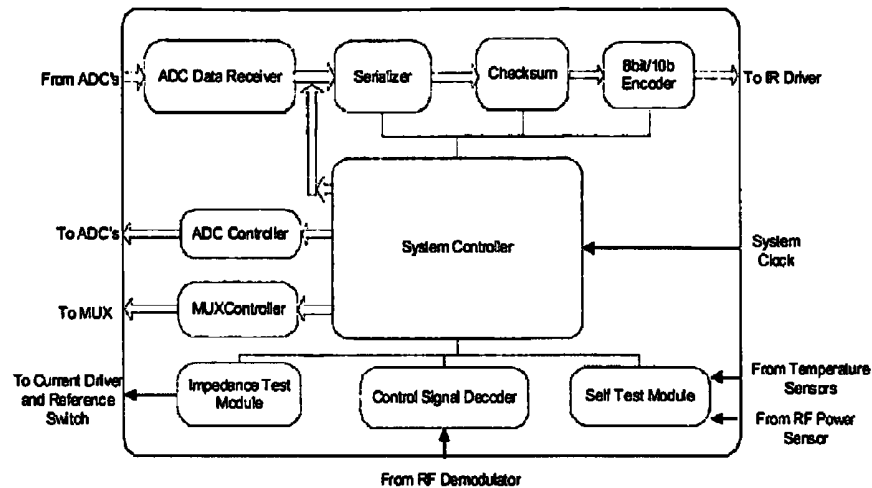 From ADC's
ADC Data Receiver
Serializer
Checksum
8bit/10b
Encoder
To IR Driver
To ADC's
ADC Controller
System Controller
System
Clock
To MUX
MUXController
To Current Driver
and Reference
Switch
Impedance Test
Module
Control Signal Decoder
Self Test Module
From Temperature
Sensors
From RF Power
Sensor
From RF Demodulator